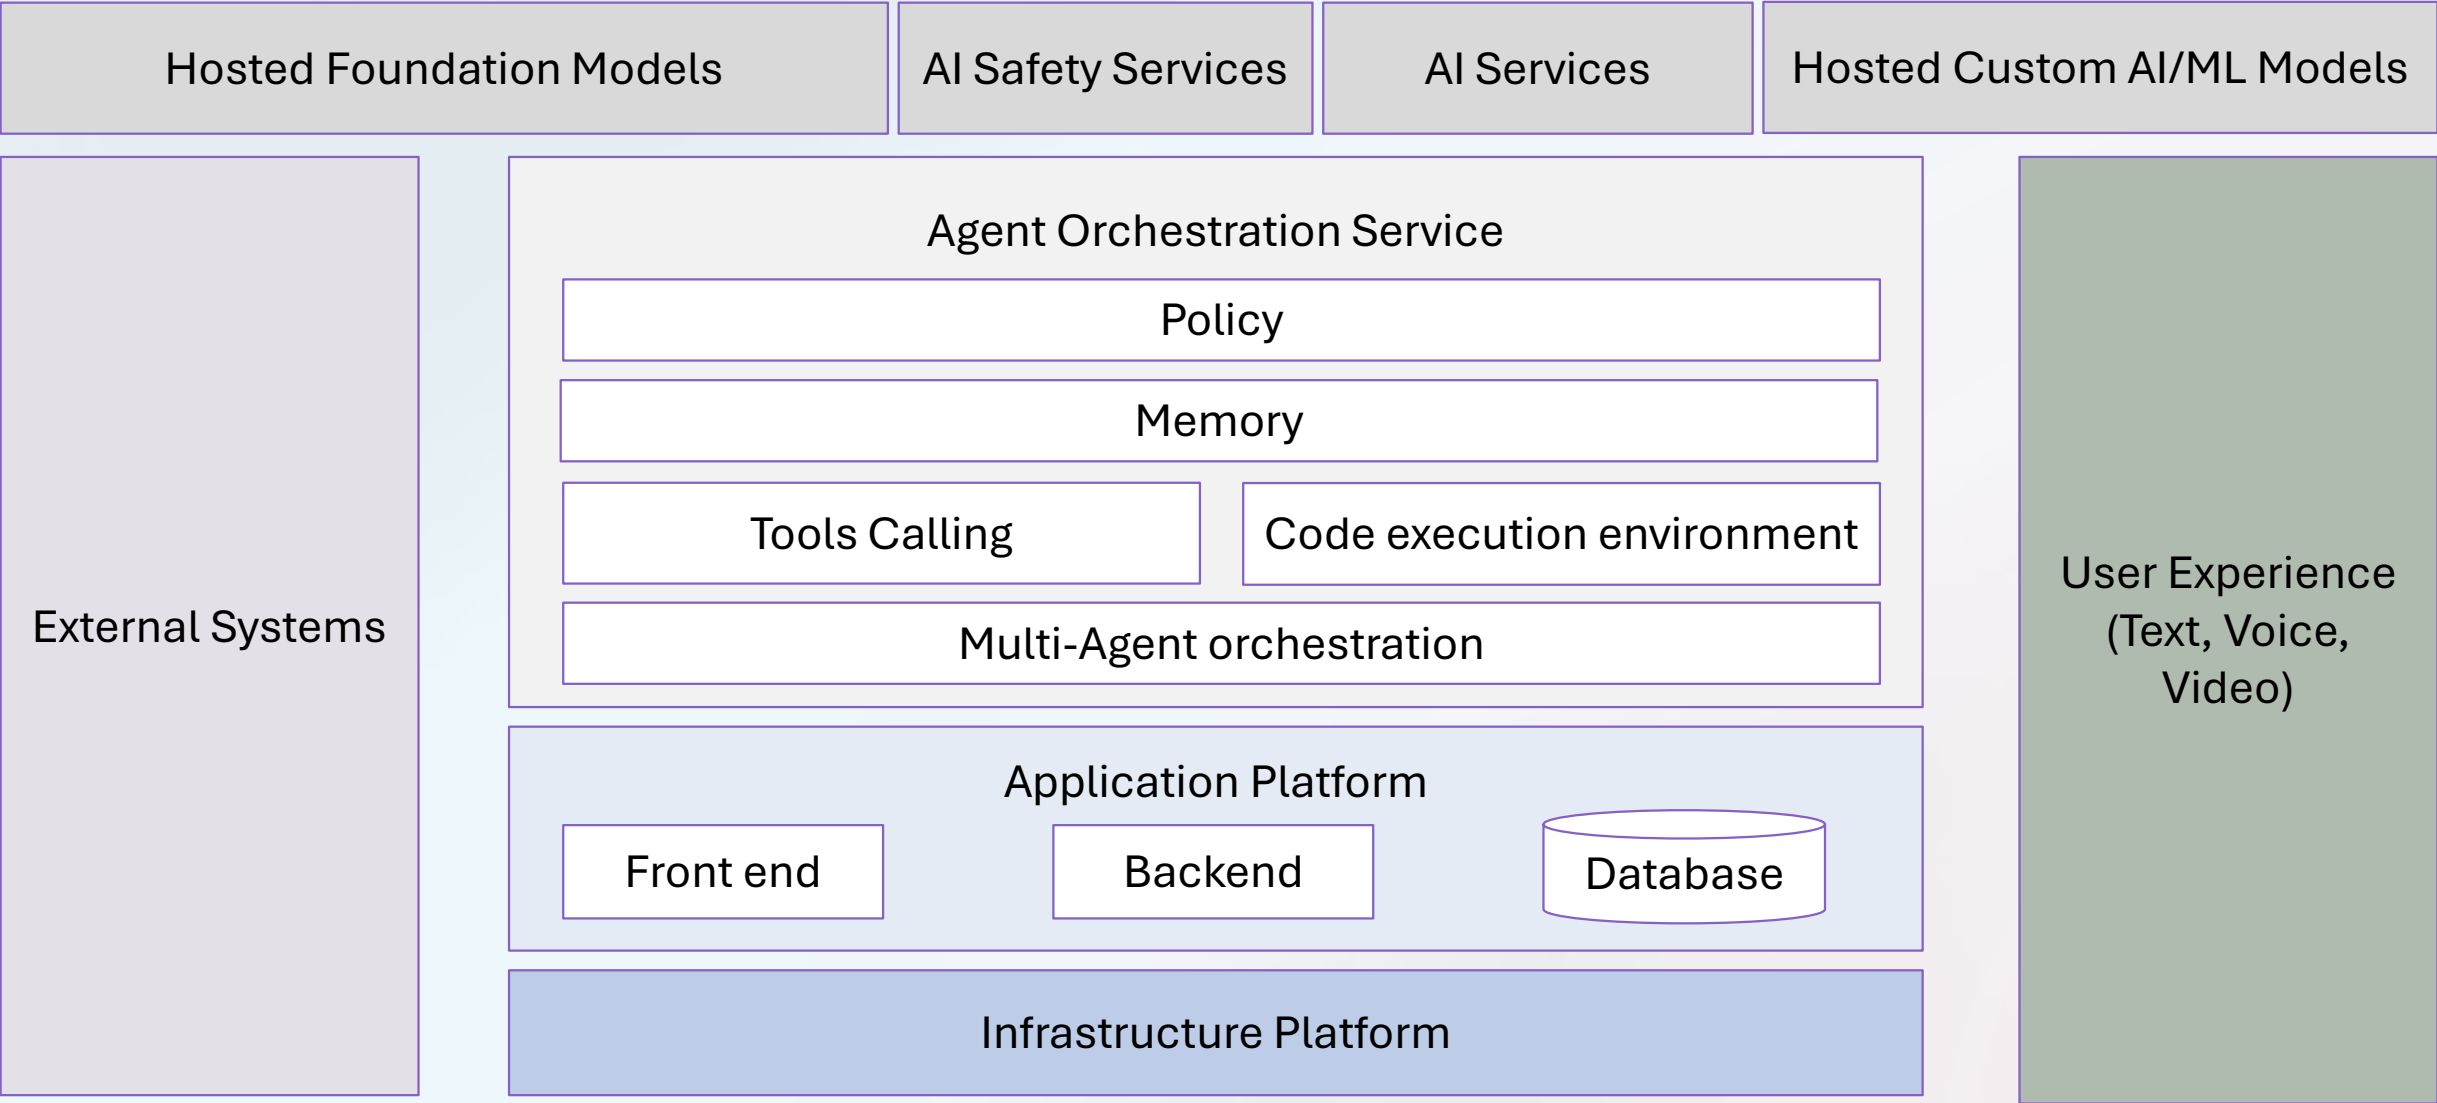 Hosted Foundation Models
AI Safety Services
AI Services
Hosted Custom AI/ML Models
External Systems
Agent Orchestration Service
Policy
Memory
Tools Calling
Code execution environment
Multi-Agent orchestration
Application Platform
Front end
Backend
Database
Infrastructure Platform
User Experience
(Text, Voice,
Video)